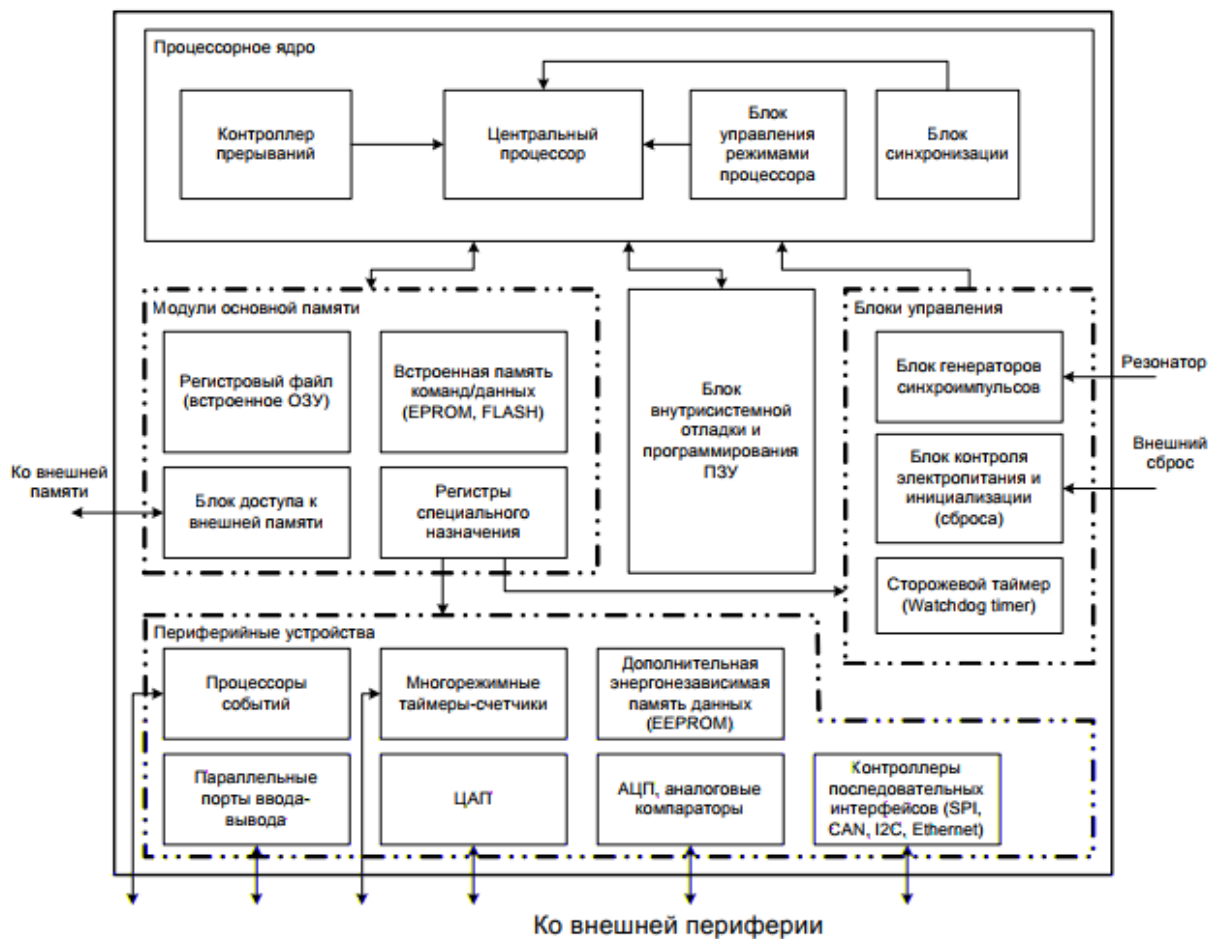 Процессорное ядро
Контроллер
прерываний
Центральный
процессор
Блок
управления
режимами
процессора
Блок
синхронизации
Модули основной памяти
Регистровый файл
(встроенное ОЗУ)
Встроенная память
команд/данных
(EPROM, FLASH)
Блок доступа к
внешней памяти
Регистры
специального
назначения
Ко внешней
памяти
Блок
внутрисистемной
отладки и
программирования
ПЗУ
Блоки управления
Блок генераторов
синхроимпульсов
Резонатор
Блок контроля
электропитания и
инициализации
(сброса)
Внешний
сброс
Сторожевой таймер
(Watchdog timer)
Периферийные устройства
Процессоры
событий
Многорежимные
таймеры-счетчики
Дополнительная
энергонезависимая
память данных
(EEPROM)
Параллельные
порты ввода-
вывода
ЦАП
АЦП, аналоговые
компараторы
Контроллеры
последовательных
интерфейсов (SPI,
CAN, I2C, Ethernet)
Ко внешней периферии